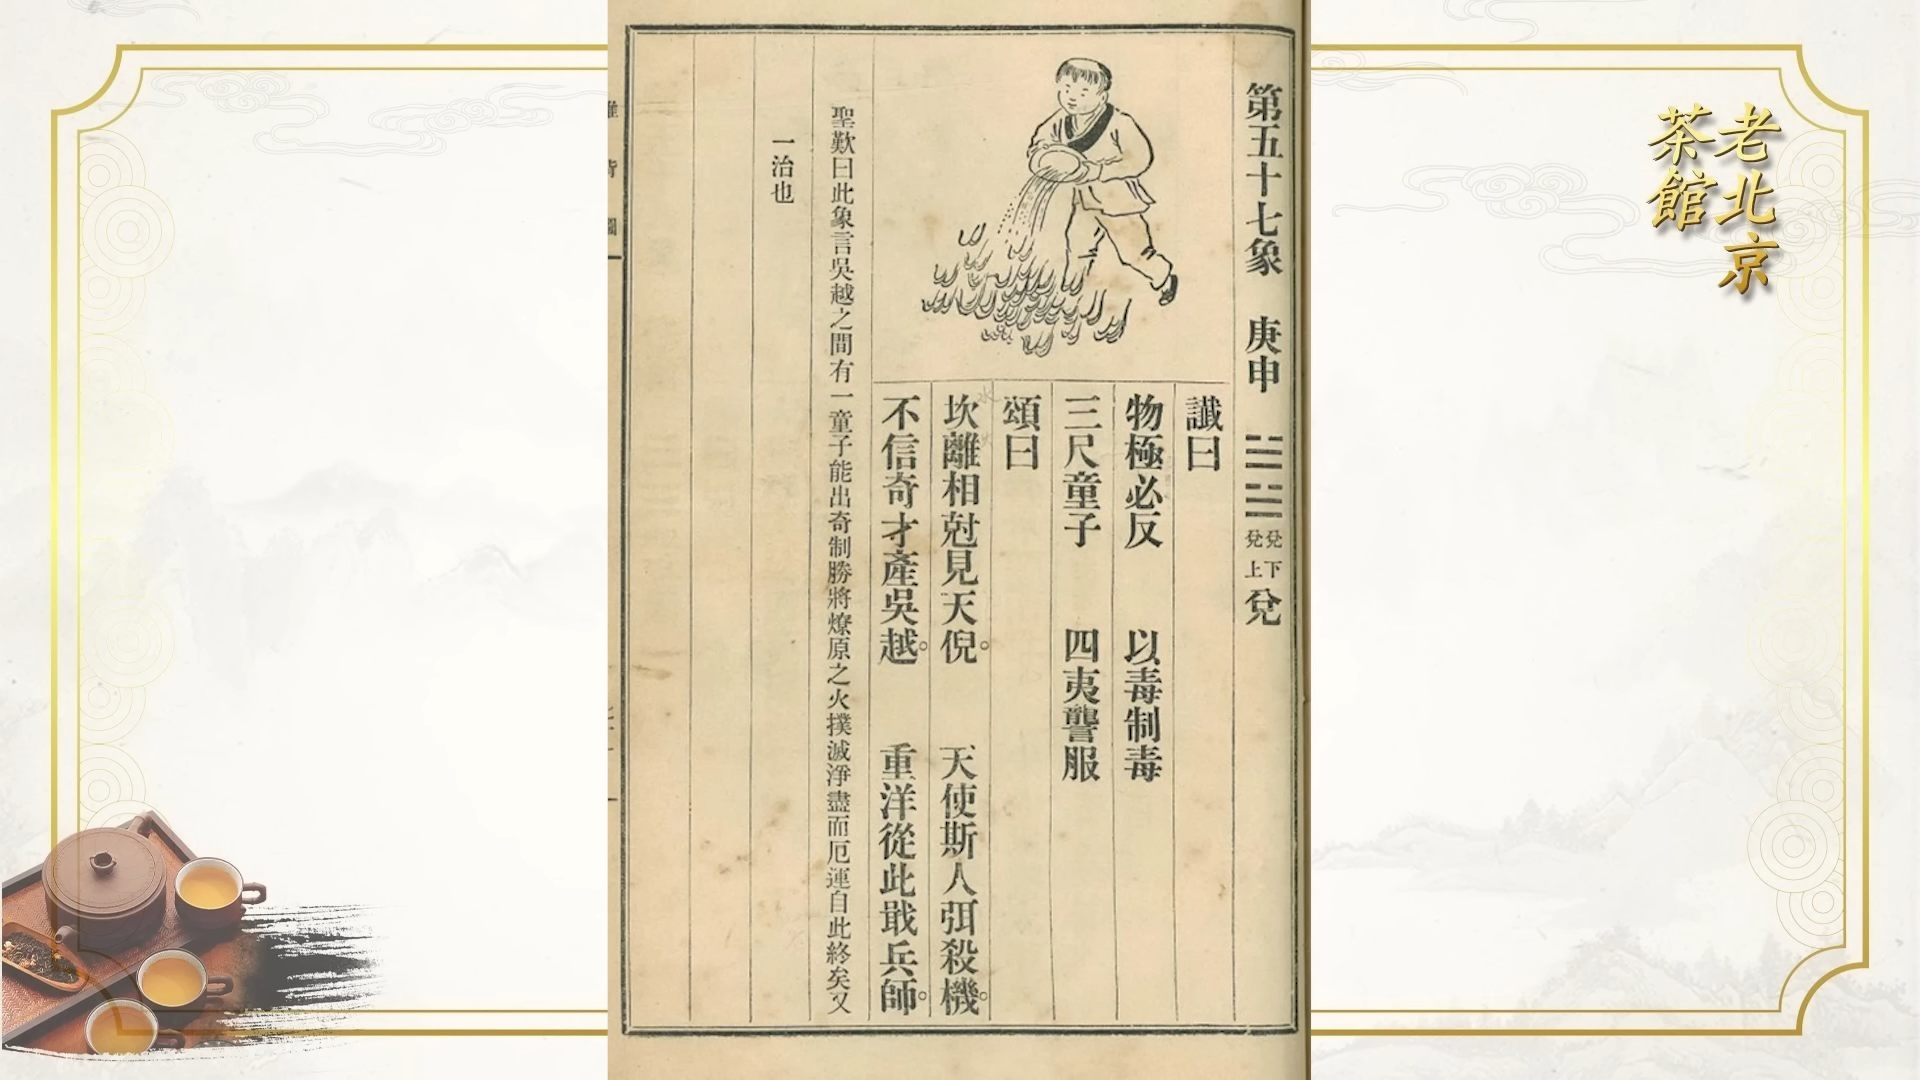 老北京
茶館
第五十七象 庚申 兌下兌上 兌
讖曰
物極必反 以毒制毒
三尺童子 四夷讋服
頌曰
坎離相尅見天倪。 天使斯人弭殺機。
不信奇才產吳越。 重洋從此戢兵師。
聖歎曰此象言吳越之間有一童子能出奇制勝將燎原之火撲滅淨盡而厄運自此終矣又
一治也